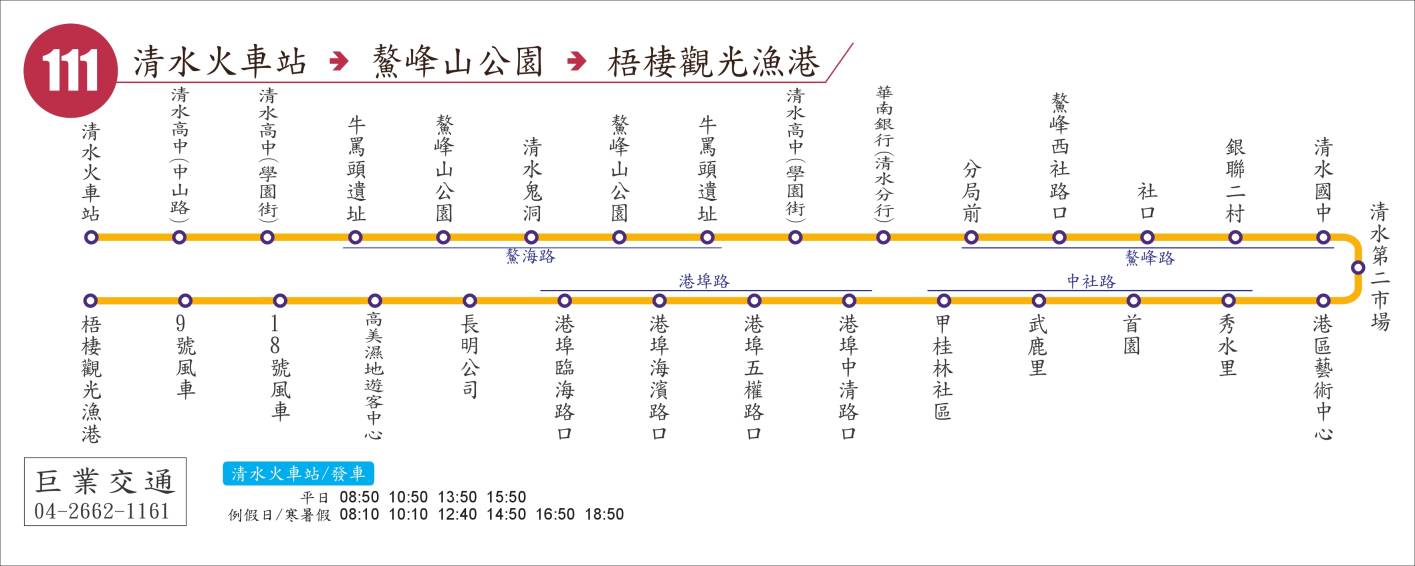 111 清水火車站 → 鰲峰山公園 → 梧棲觀光漁港
清水火車站
清水高中(中山路)
清水高中(學園街)
牛罵頭遺址
鰲峰山公園
清水鬼洞
鰲峰山公園
牛罵頭遺址
清水高中(學園街)
華南銀行(清水分行)
分局前
鰲峰西社路口
社口
銀聯二村
清水國中
清水第二市場
鰲海路
鰲峰路
港埠路
中社路
梧棲觀光漁港
9號風車
18號風車
高美濕地遊客中心
長明公司
港埠臨海路口
港埠海濱路口
港埠五權路口
港埠中清路口
甲桂林社區
武鹿里
首園
秀水里
港區藝術中心
巨業交通
04-2662-1161
清水火車站/發車
平日 08:50 10:50 13:50 15:50
例假日/寒暑假 08:10 10:10 12:40 14:50 16:50 18:50